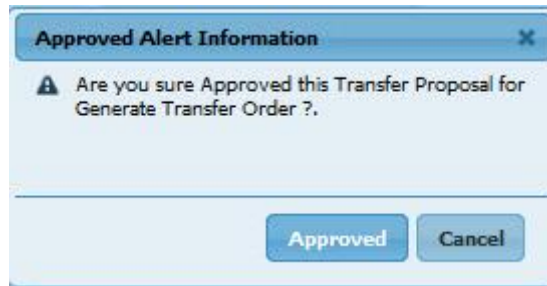 Approved Alert Information
Are you sure Approved this Transfer Proposal for
Generate Transfer Order ?.
Approved
Cancel